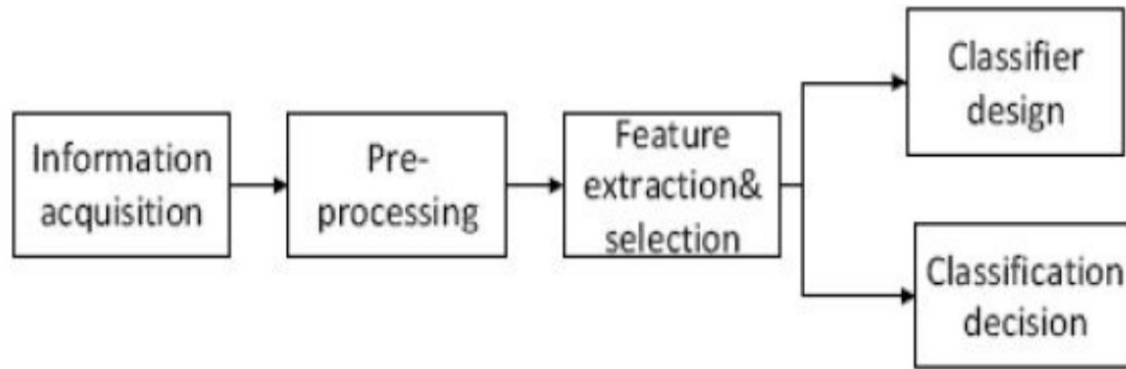 Information
acquisition
Pre-
processing
Feature
extraction&
selection
Classifier
design
Classification
decision